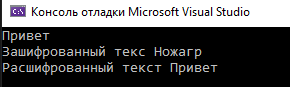 Консоль отладки Microsoft Visual Studio
Привет
Зашифрованный текс Ножагр
Расшифрованный текст Привет